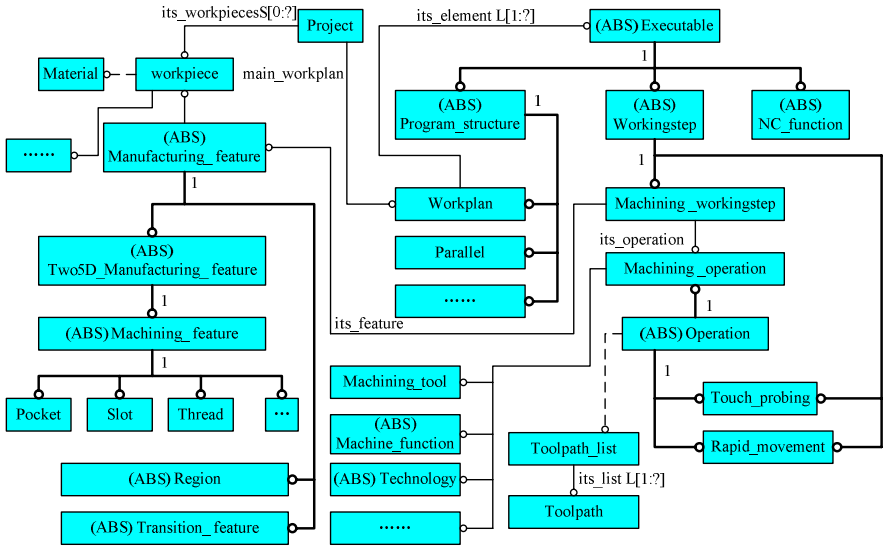 its_workpiecesS[0:?]
Project
its_element L[1:?]
(ABS) Executable
1
Material
workpiece
main_workplan
(ABS)
Program_structure
1
(ABS)
Workingstep
(ABS)
NC_function
……
(ABS)
Manufacturing_ feature
1
1
Workplan
Machining _workingstep
its_operation
(ABS)
Two5D_Manufacturing_ feature
Parallel
Machining _operation
1
……
1
(ABS) Machining_ feature
its_feature
(ABS) Operation
1
1
Pocket
Slot
Thread
…
Machining_tool
Touch_probing
(ABS)
Machine_function
Toolpath_list
Rapid_movement
(ABS) Region
(ABS) Technology
its_list L[1:?]
(ABS) Transition_ feature
……
Toolpath